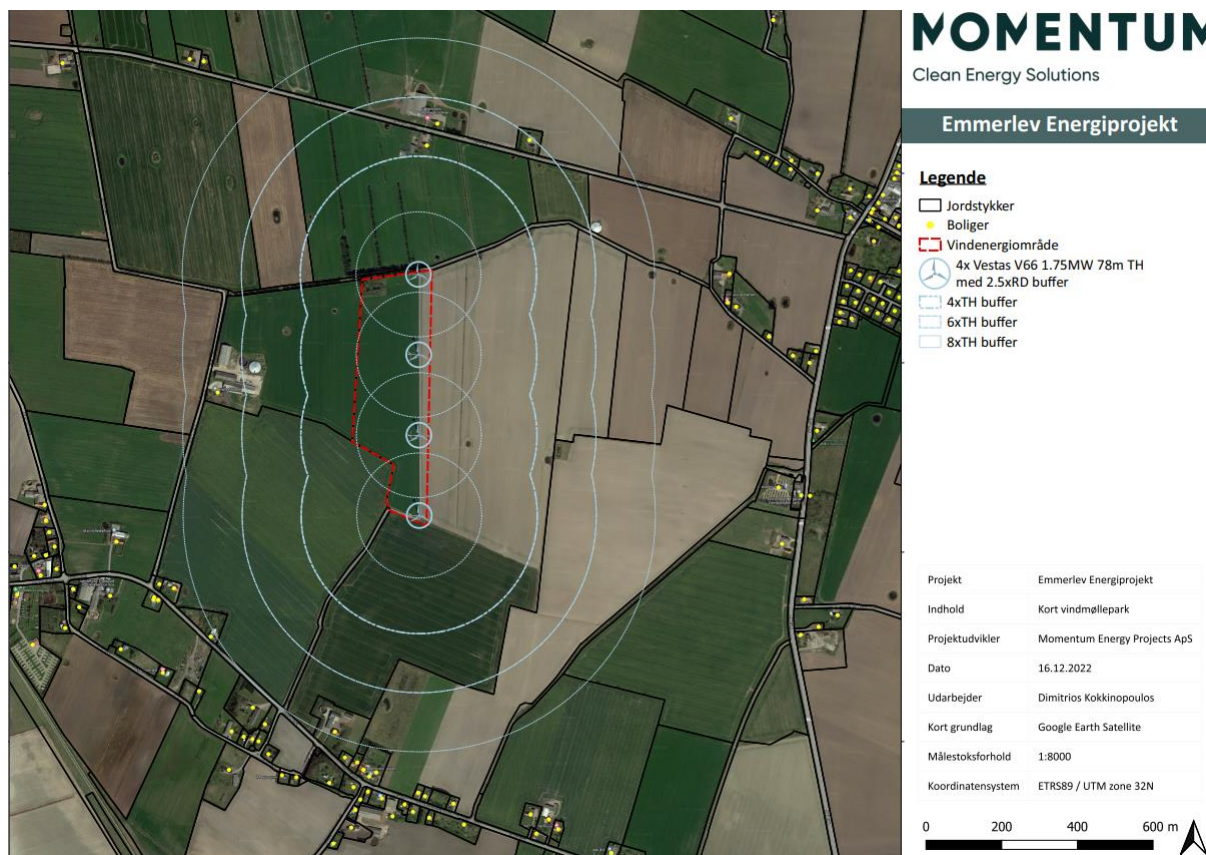 MOMENTUM
Clean Energy Solutions
Emmerlev Energiprojekt
Legende
Jordstykker
Boliger
Vindenergiområde
4x Vestas V66 1.75MW 78m TH
med 2.5xRD buffer
4xTH buffer
6xTH buffer
8xTH buffer
Projekt Emmerlev Energiprojekt
Indhold Kort vindmøllepark
Projektudvikler Momentum Energy Projects ApS
Dato 16.12.2022
Udarbejder Dimitrios Kokkinopoulos
Kort grundlag Google Earth Satellite
Målestoksforhold 1:8000
Koordinatensystem ETRS89 / UTM zone 32N
0 200 400 600 m